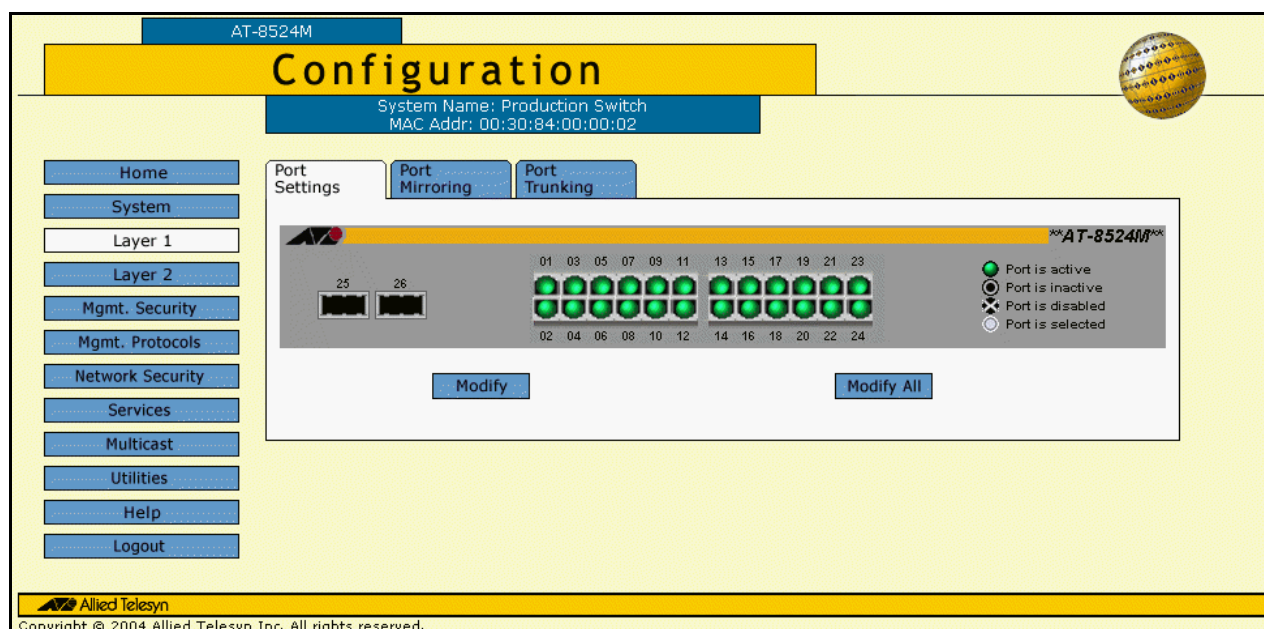 AT-8524M
Configuration
System Name: Production Switch
MAC Addr: 00:30:84:00:00:02
Home
System
Layer 1
Layer 2
Mgmt. Security
Mgmt. Protocols
Network Security
Services
Multicast
Utilities
Help
Logout
Port Settings
Port Mirroring
Port Trunking
**AT-8524M**
25 26
01 03 05 07 09 11 13 15 17 19 21 23
02 04 06 08 10 12 14 16 18 20 22 24
Port is active
Port is inactive
Port is disabled
Port is selected
Modify
Modify All
Allied Telesyn
Copyright © 2004 Allied Telesyn Inc. All rights reserved.